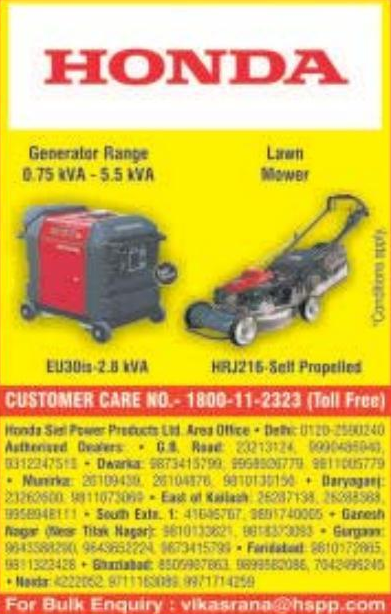 HONDA
Generator Range
0.75 kVA - 5.5 kVA
Lawn
Mower
*Conditions apply.
EU30is-2.8 kVA
HRJ216-Self Propelled
CUSTOMER CARE NO.- 1800-11-2323 (Toll Free)
Honda Siel Power Products Ltd. Area Office • Delhi: 0120-2590240
Authorised Dealers: • G.B. Road: 23213124, 9990486940,
9312247515 • Dwarka: 9873415799, 9958926779, 9811005779
• Munirka: 26109439, 26104876, 9810130156 • Daryaganj:
23262600, 9811073069 • East of Kailash: 26287138, 26288368,
9958948111 • South Extn. 1: 41646767, 9891740065 • Ganesh
Nagar (Near Tilak Nagar): 9810133621, 9818373093 • Gurgaon:
9643388290, 9643652224, 9873415799 • Faridabad: 9810172865,
9811322428 • Ghaziabad: 8505987863, 9899582086, 7042496245
• Noida: 4222052, 9711163089, 9971714259
For Bulk Enquiry : vikasrana@hspp.com